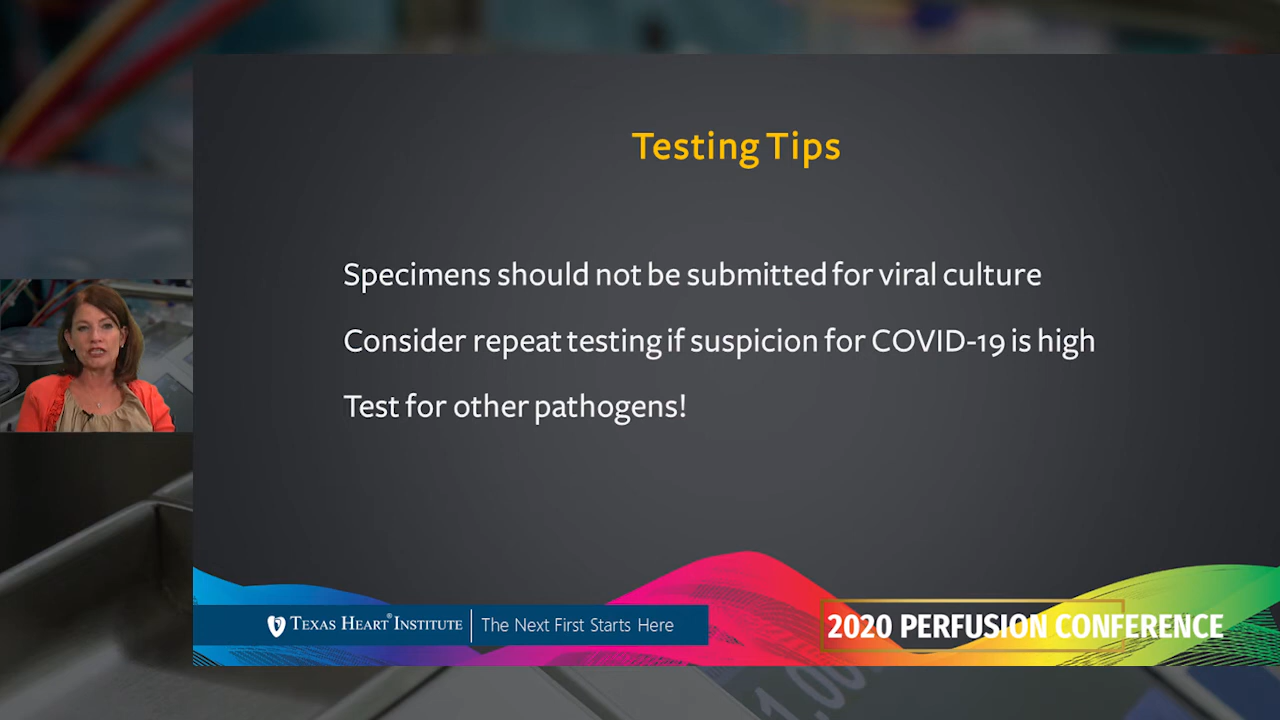 Testing Tips
Specimens should not be submitted for viral culture
Consider repeat testing if suspicion for COVID-19 is high
Test for other pathogens!
TEXAS HEART® INSTITUTE | The Next First Starts Here
2020 PERFUSION CONFERENCE